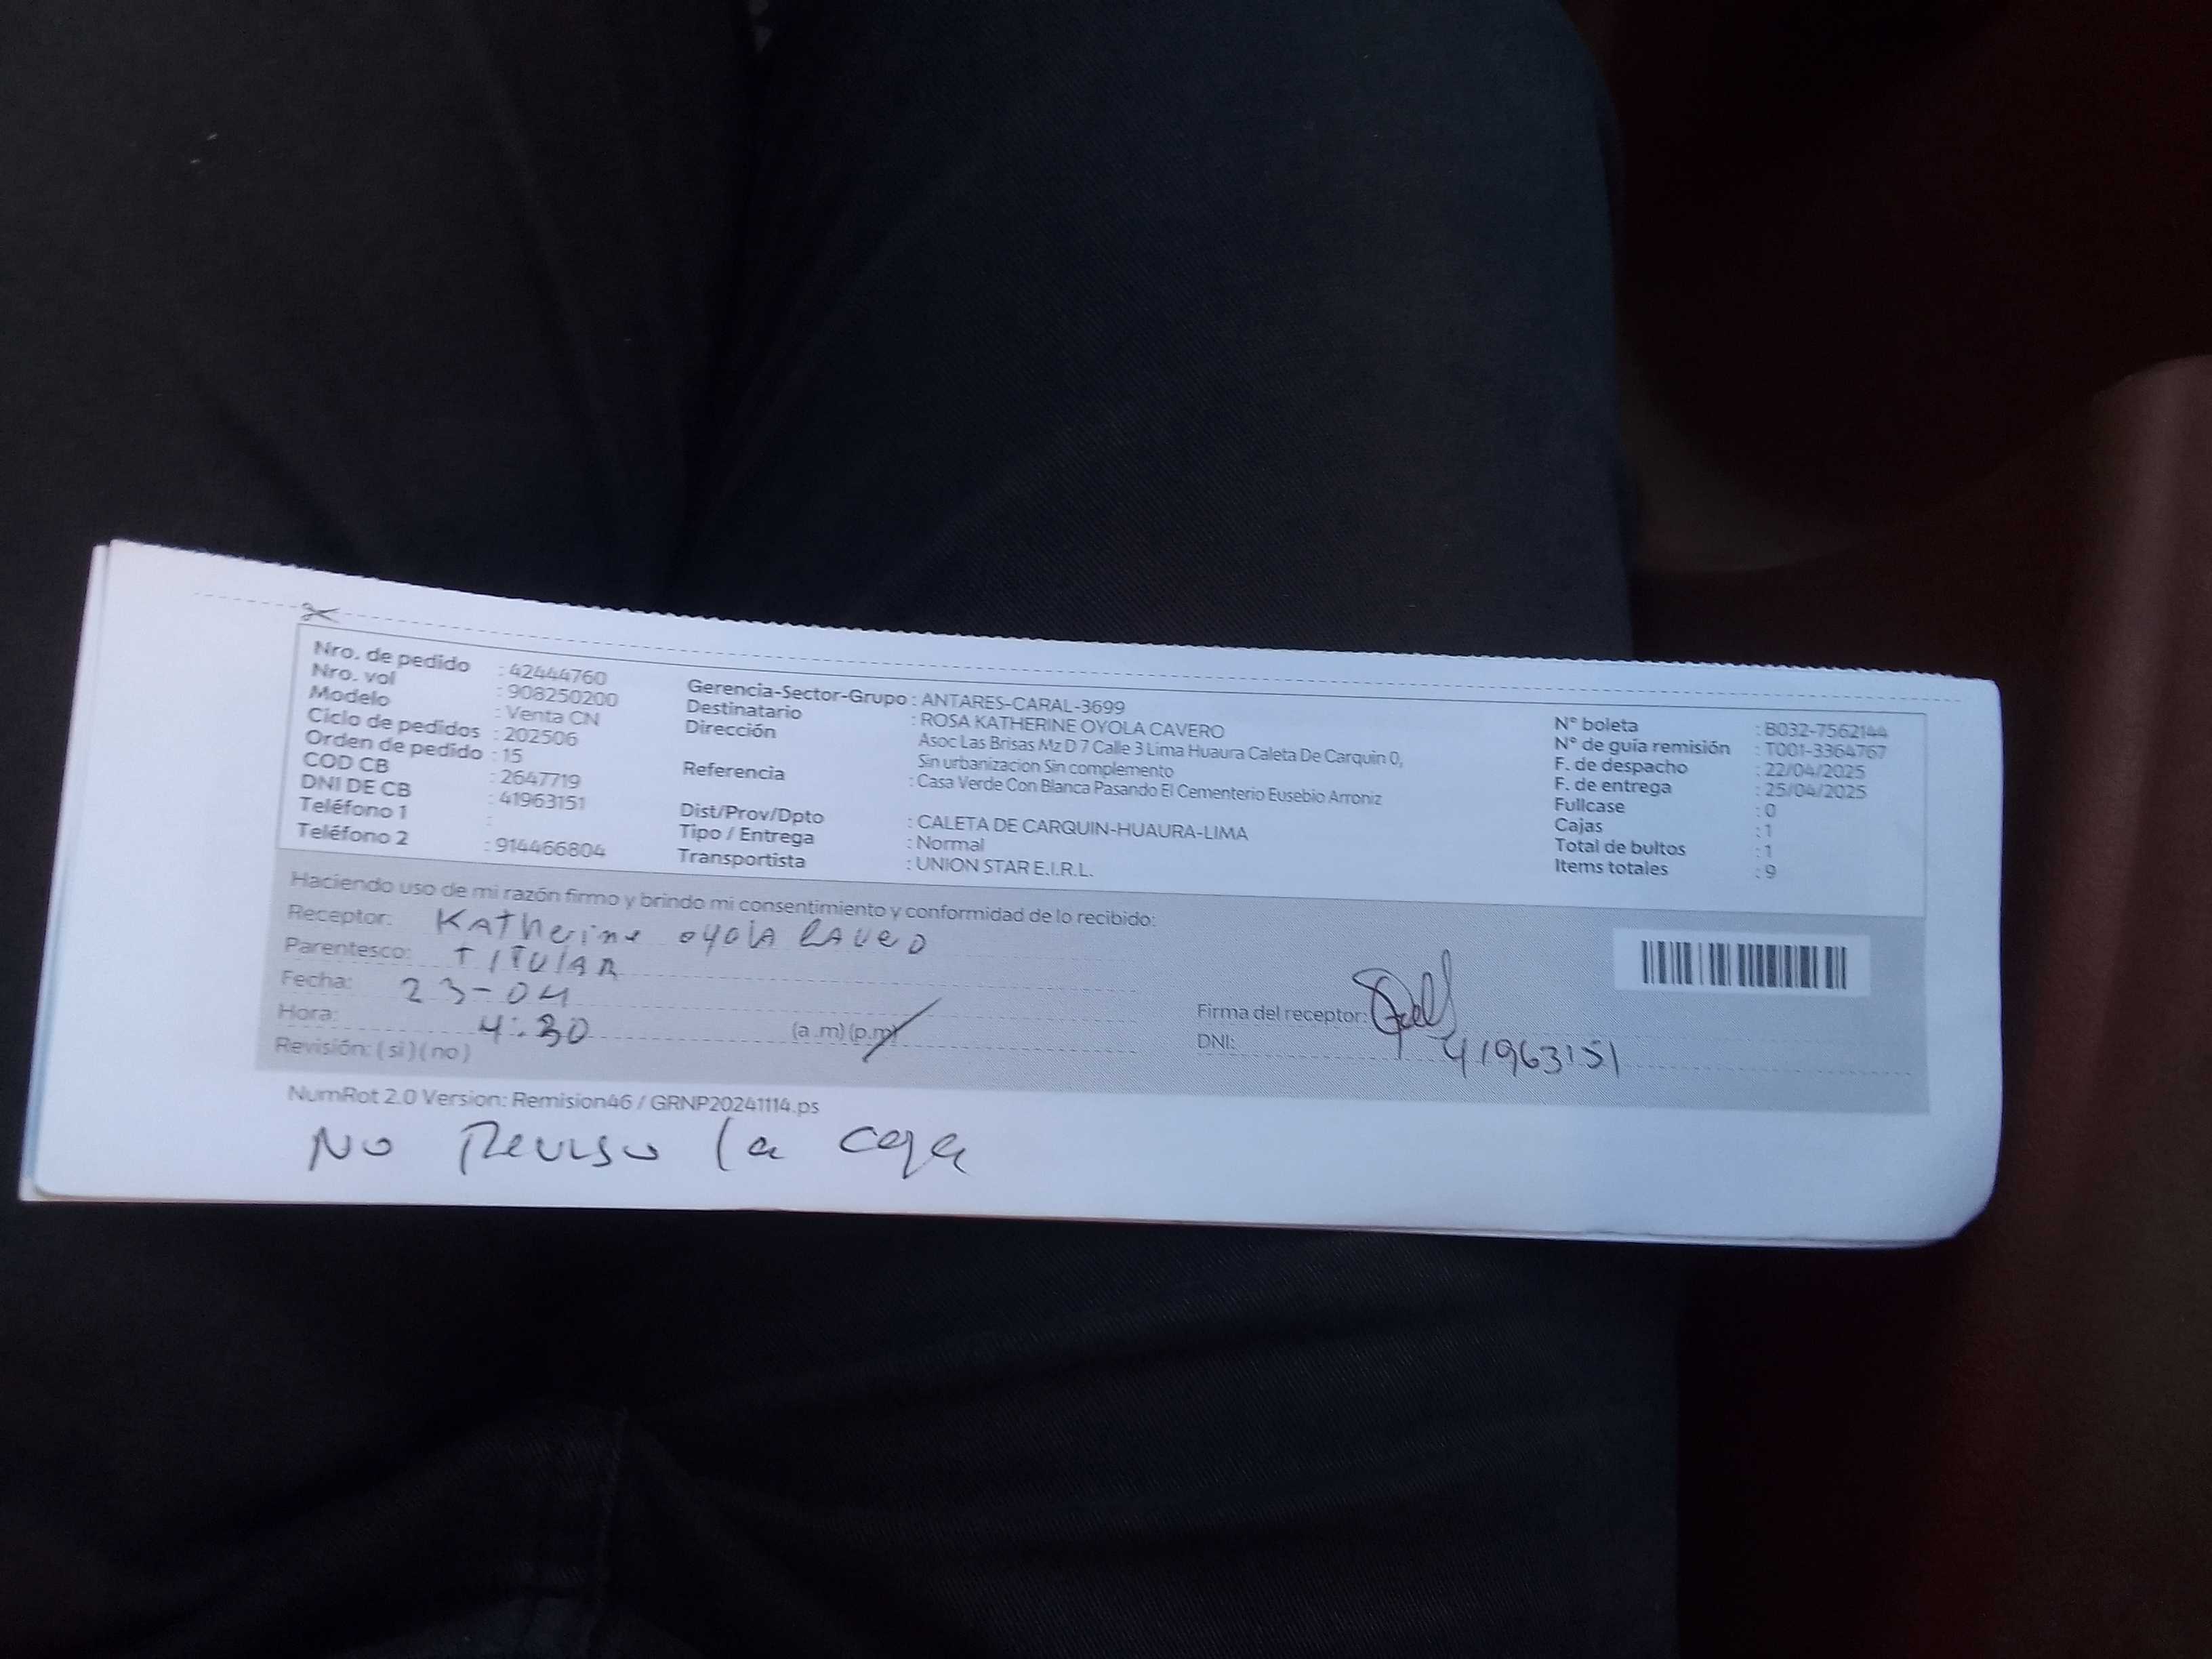 Nro. de pedido : 42444760
Nro. vol : 908250200
Modelo : Venta CN
Ciclo de pedidos : 202506
Orden de pedido : 15
COD CB : 2647719
DNI DE CB : 41963151
Teléfono 1 :
Teléfono 2 : 914466804
Gerencia-Sector-Grupo : ANTARES-CARAL-3699
Destinatario : ROSA KATHERINE OYOLA CAVERO
Dirección Asoc Las Brisas Mz D 7 Calle 3 Lima Huaura Caleta De Carquin 0,
Sin urbanizacion Sin complemento
Referencia : Casa Verde Con Blanca Pasando El Cementerio Eusebio Arroniz
Dist/Prov/Dpto : CALETA DE CARQUIN-HUAURA-LIMA
Tipo / Entrega : Normal
Transportista : UNION STAR E.I.R.L.
N° boleta : B032-7562144
N° de guía remisión : T001-3364767
F. de despacho : 22/04/2025
F. de entrega : 25/04/2025
Fullcase : 0
Cajas : 1
Total de bultos : 1
Items totales : 9
Haciendo uso de mi razón firmo y brindo mi consentimiento y conformidad de lo recibido:
Receptor: Katherine oyola
Parentesco: TITULAR
Fecha: 23-04
Hora: 4:30 (a.m) (p.m)
Revisión: ( si ) ( no )
Firma del receptor:
DNI: 41963151
NumRot 2.0 Version: Remision46 / GRNP20241114.ps
No Reviso la caja